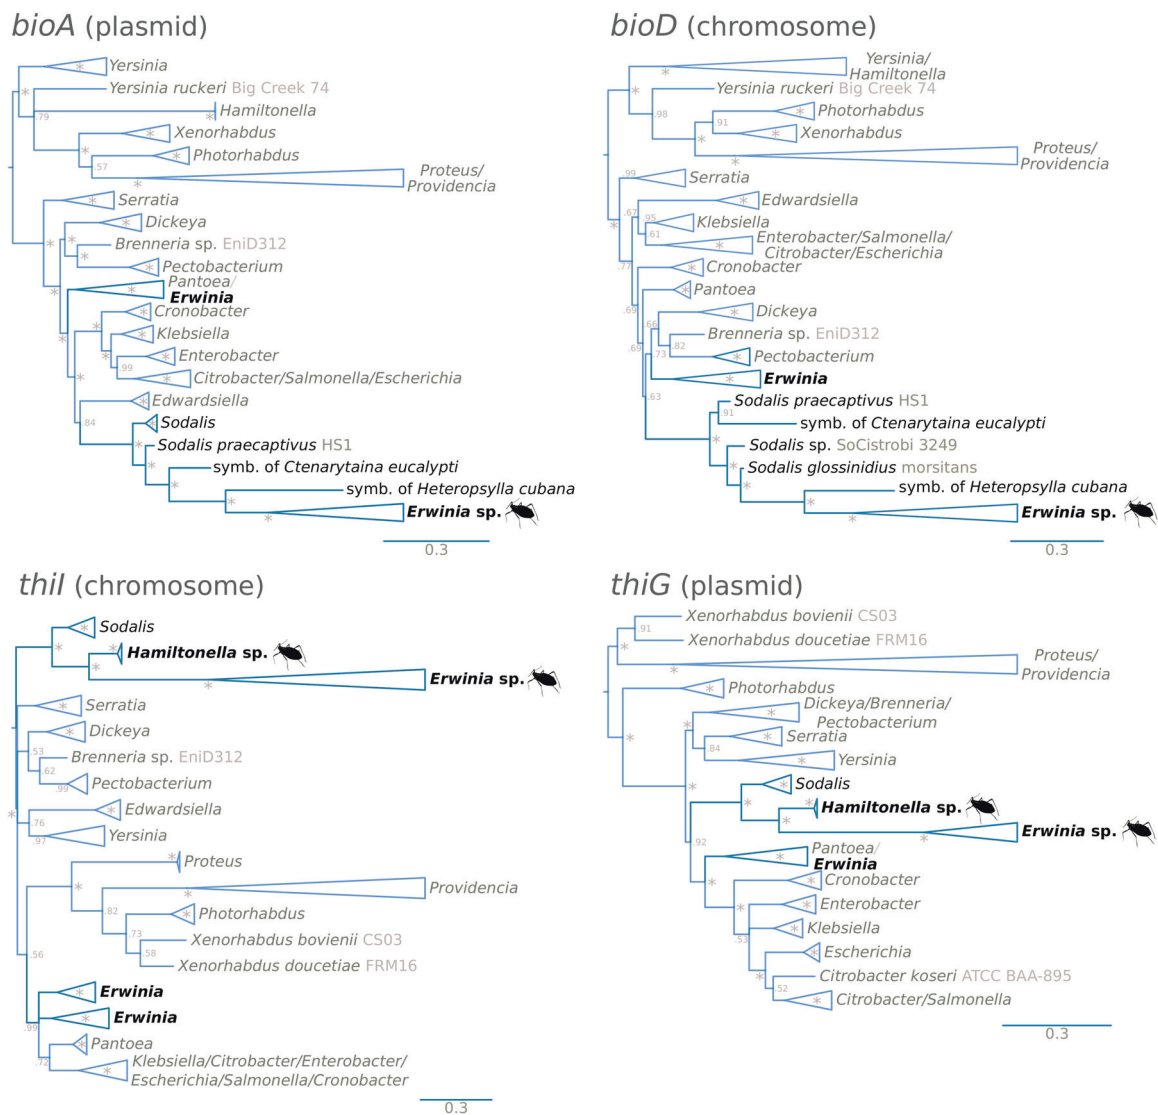 bioA (plasmid)
Yersinia
*
*
Yersinia ruckeri Big Creek 74
.79
Hamiltonella
*
Xenorhabdus
*
*
Photorhabdus
*
.57
Proteus/
Providencia
*
Serratia
*
Dickeya
*
*
*
Brenneria sp. EniD312
*
Pectobacterium
*
*
Pantoea/
Erwinia
*
Cronobacter
*
*
*
Klebsiella
*
*
Enterobacter
*
.99
Citrobacter/Salmonella/Escherichia
*
*
Edwardsiella
*
.84
Sodalis
*
*
Sodalis praecaptivus HS1
*
symb. of Ctenarytaina eucalypti
*
symb. of Heteropsylla cubana
*
Erwinia sp.
*
0.3
bioD (chromosome)
Yersinia/
Hamiltonella
*
*
Yersinia ruckeri Big Creek 74
.98
Photorhabdus
*
.91
Xenorhabdus
*
*
Proteus/
Providencia
*
.99
Serratia
*
Edwardsiella
*
.67
.95
Klebsiella
*
.61
Enterobacter/Salmonella/
Citrobacter/Escherichia
*
.77
Cronobacter
*
Pantoea
*
.69
Dickeya
*
.66
Brenneria sp. EniD312
.82
.69
.73
Pectobacterium
*
Erwinia
*
.63
Sodalis praecaptivus HS1
.91
symb. of Ctenarytaina eucalypti
*
Sodalis sp. SoCistrobi 3249
*
Sodalis glossinidius morsitans
*
symb. of Heteropsylla cubana
*
Erwinia sp.
*
0.3
thiI (chromosome)
Sodalis
*
*
Hamiltonella sp.
*
*
Erwinia sp.
*
Serratia
*
Dickeya
*
.53
Brenneria sp. EniD312
.62
Pectobacterium
.99
*
Edwardsiella
*
*
.76
Yersinia
*
.97
Proteus
*
*
Providencia
*
.82
Photorhabdus
*
.73
Xenorhabdus bovienii CS03
.58
Xenorhabdus doucetiae FRM16
.56
Erwinia
*
Erwinia
*
.99
Pantoea
*
.72
Klebsiella/Citrobacter/Enterobacter/
Escherichia/Salmonella/Cronobacter
*
0.3
thiG (plasmid)
Xenorhabdus bovienii CS03
.91
Xenorhabdus doucetiae FRM16
*
Proteus/
Providencia
*
Photorhabdus
*
Dickeya/Brenneria/
Pectobacterium
*
*
Serratia
*
*
.84
Yersinia
*
Sodalis
*
*
*
Hamiltonella sp.
*
*
Erwinia sp.
*
.92
Pantoea/
Erwinia
*
Cronobacter
*
*
Enterobacter
*
*
Klebsiella
*
.53
Escherichia
*
Citrobacter koseri ATCC BAA-895
*
.52
Citrobacter/Salmonella
*
0.3